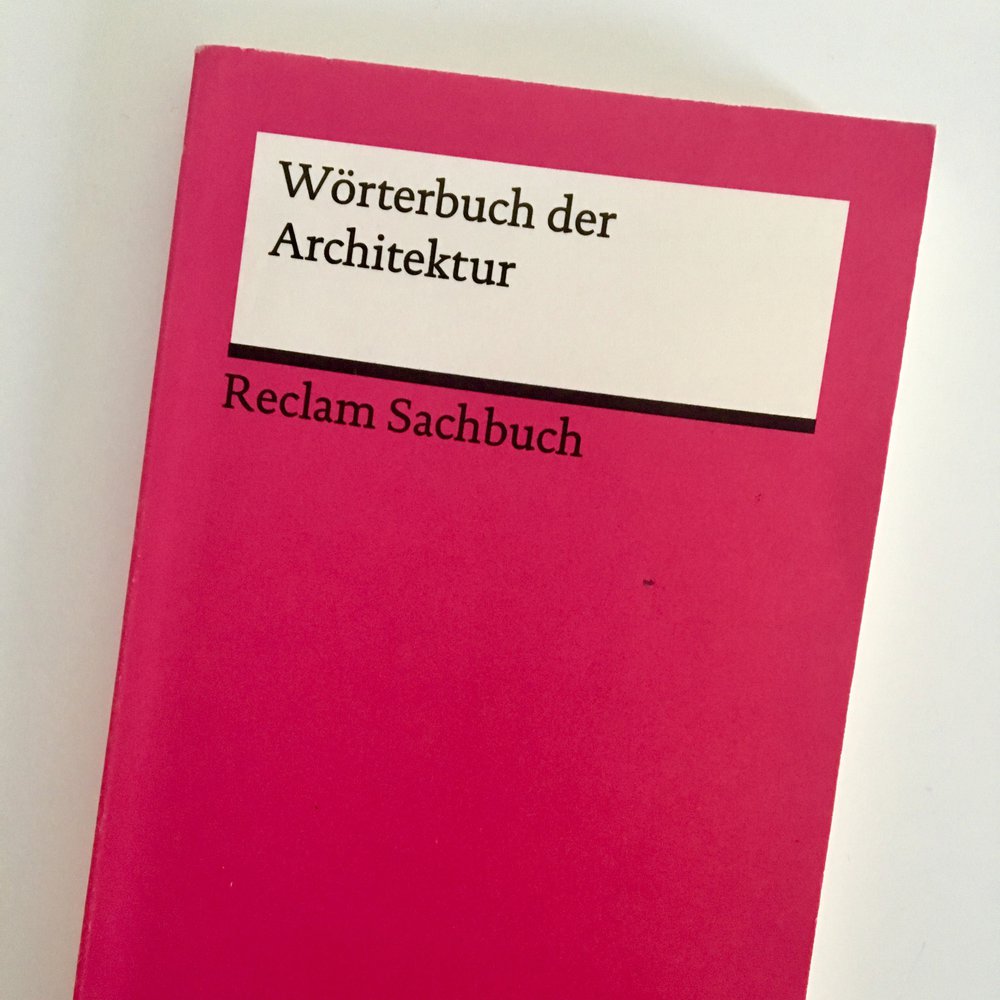 Wörterbuch der
Architektur
Reclam Sachbuch